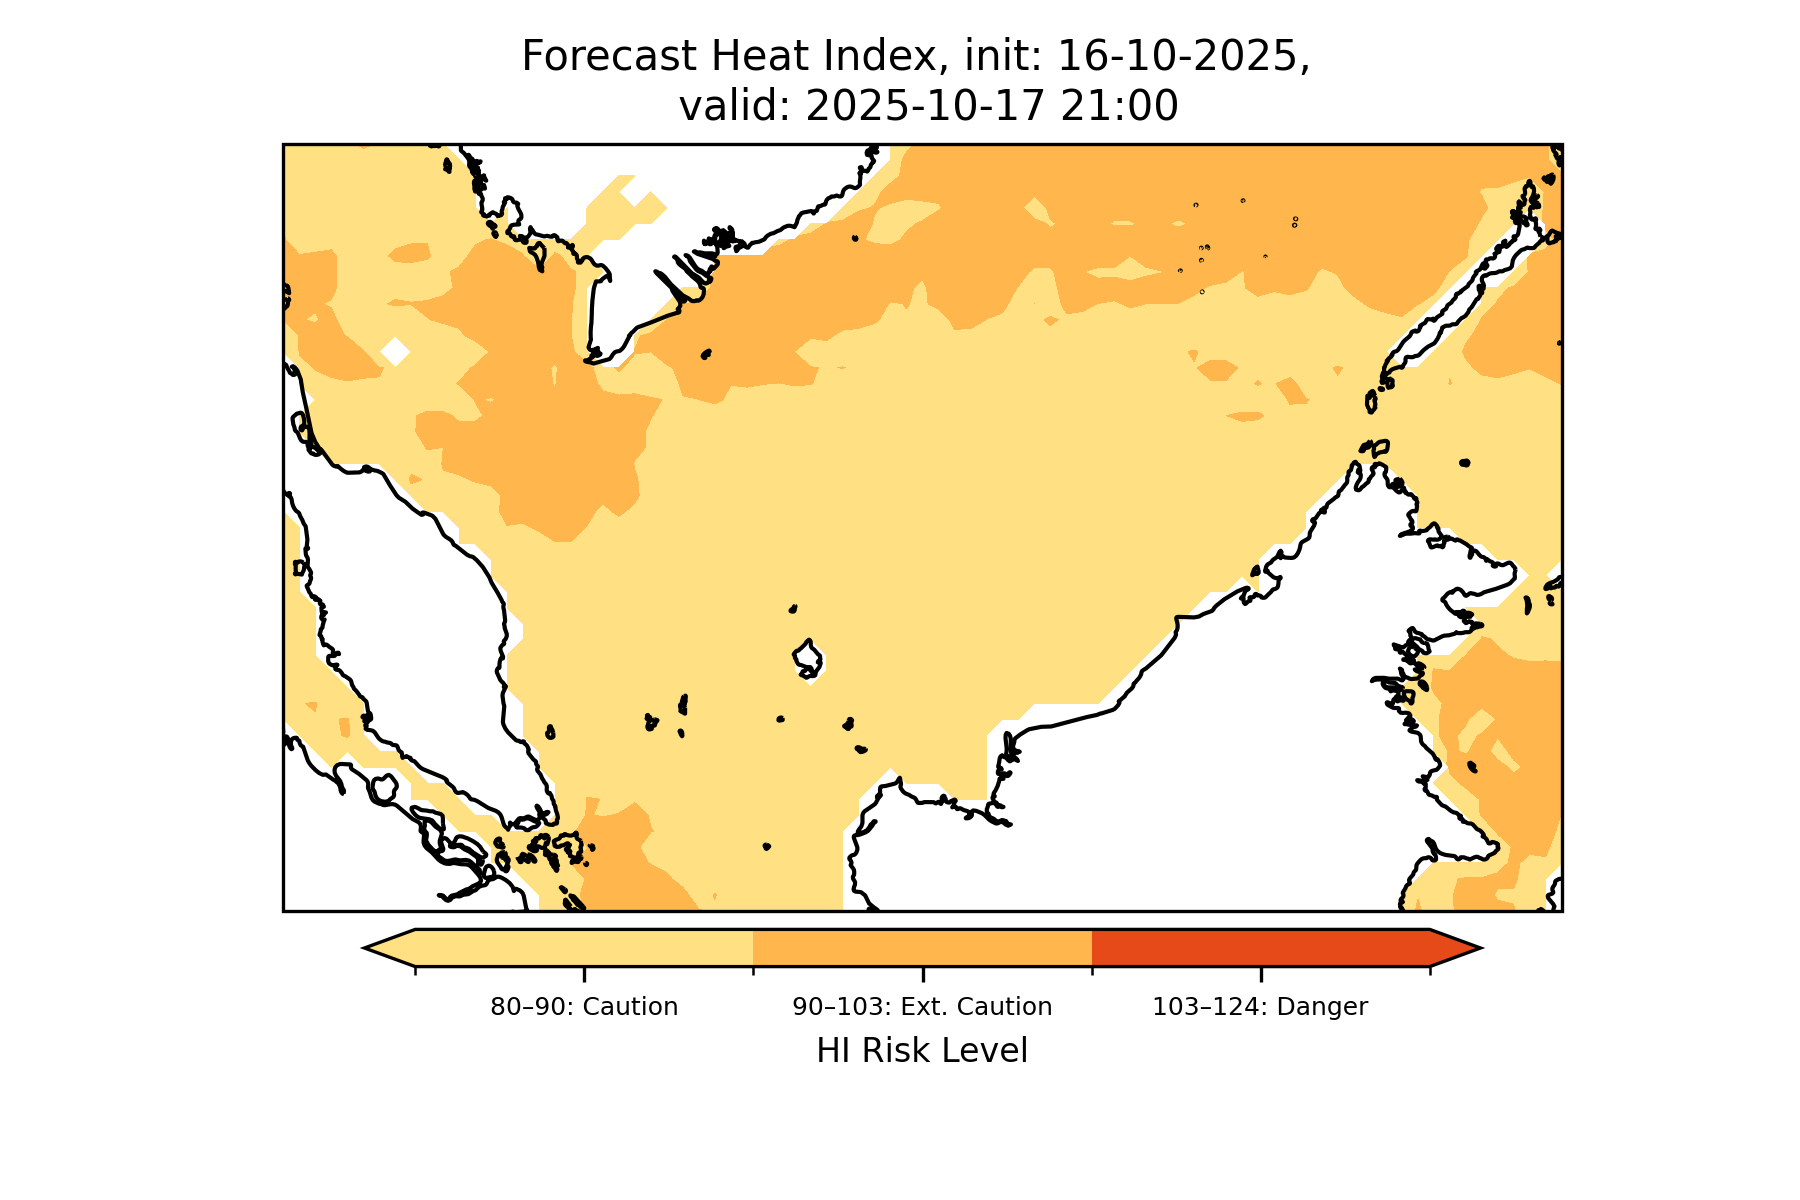 Forecast Heat Index, init: 16-10-2025,
valid: 2025-10-17 21:00
80–90: Caution
90–103: Ext. Caution
103–124: Danger
HI Risk Level